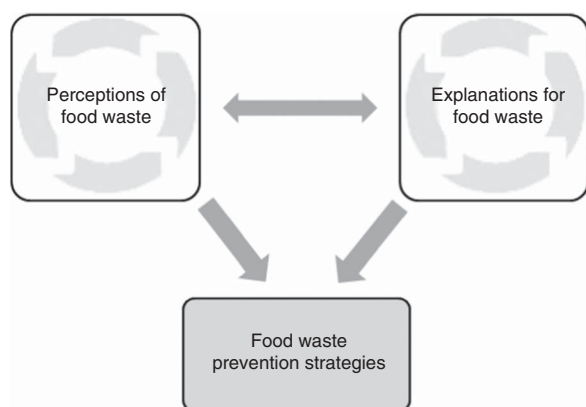 Perceptions of
food waste
Explanations for
food waste
Food waste
prevention strategies